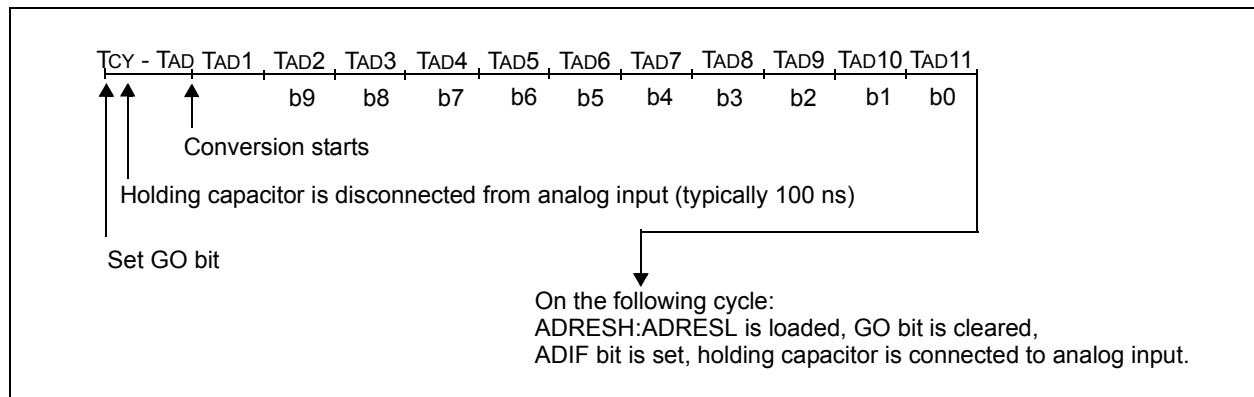 TCY - TAD TAD1 TAD2 TAD3 TAD4 TAD5 TAD6 TAD7 TAD8 TAD9 TAD10 TAD11
b9 b8 b7 b6 b5 b4 b3 b2 b1 b0
Conversion starts
Holding capacitor is disconnected from analog input (typically 100 ns)
Set GO bit
On the following cycle:
ADRESH:ADRESL is loaded, GO bit is cleared,
ADIF bit is set, holding capacitor is connected to analog input.